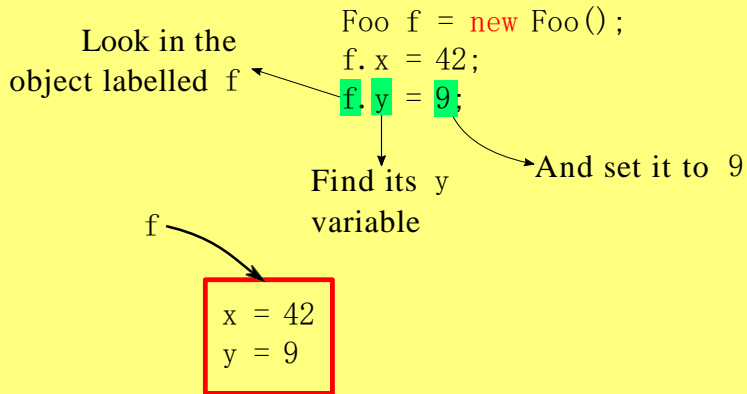 Foo f = new Foo();
f.x = 42;
f.y = 9;
Look in the
object labelled f
Find its y
variable
And set it to 9
f
x = 42
y = 9